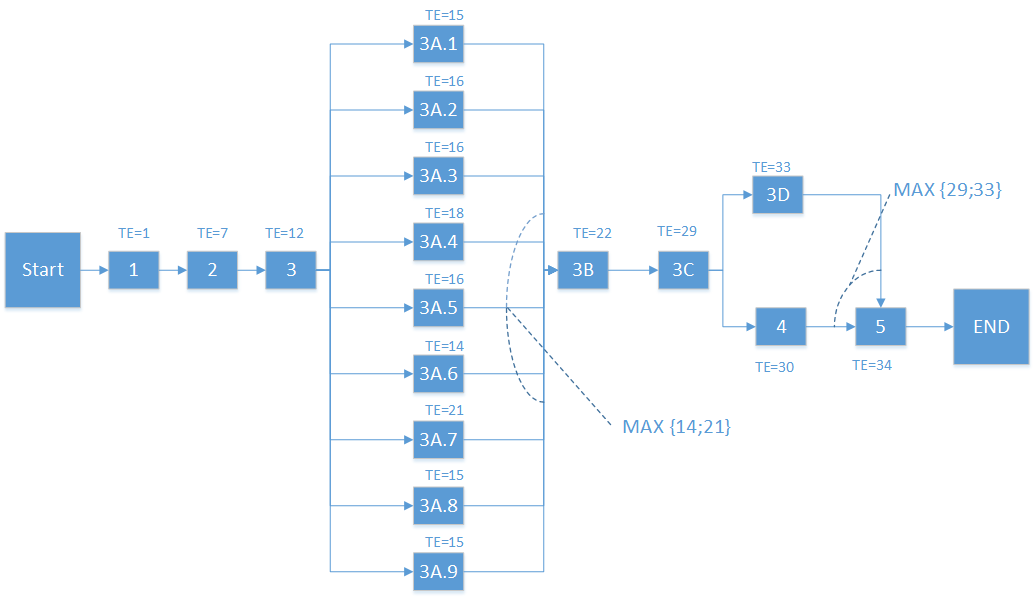 TE=15
3A.1
TE=16
3A.2
TE=16
3A.3
TE=33
3D
MAX {29;33}
TE=18
3A.4
TE=1
TE=7
TE=12
TE=22
TE=29
Start
1
2
3
3B
3C
TE=16
3A.5
4
5
END
TE=14
3A.6
TE=30
TE=34
TE=21
3A.7
MAX {14;21}
TE=15
3A.8
TE=15
3A.9